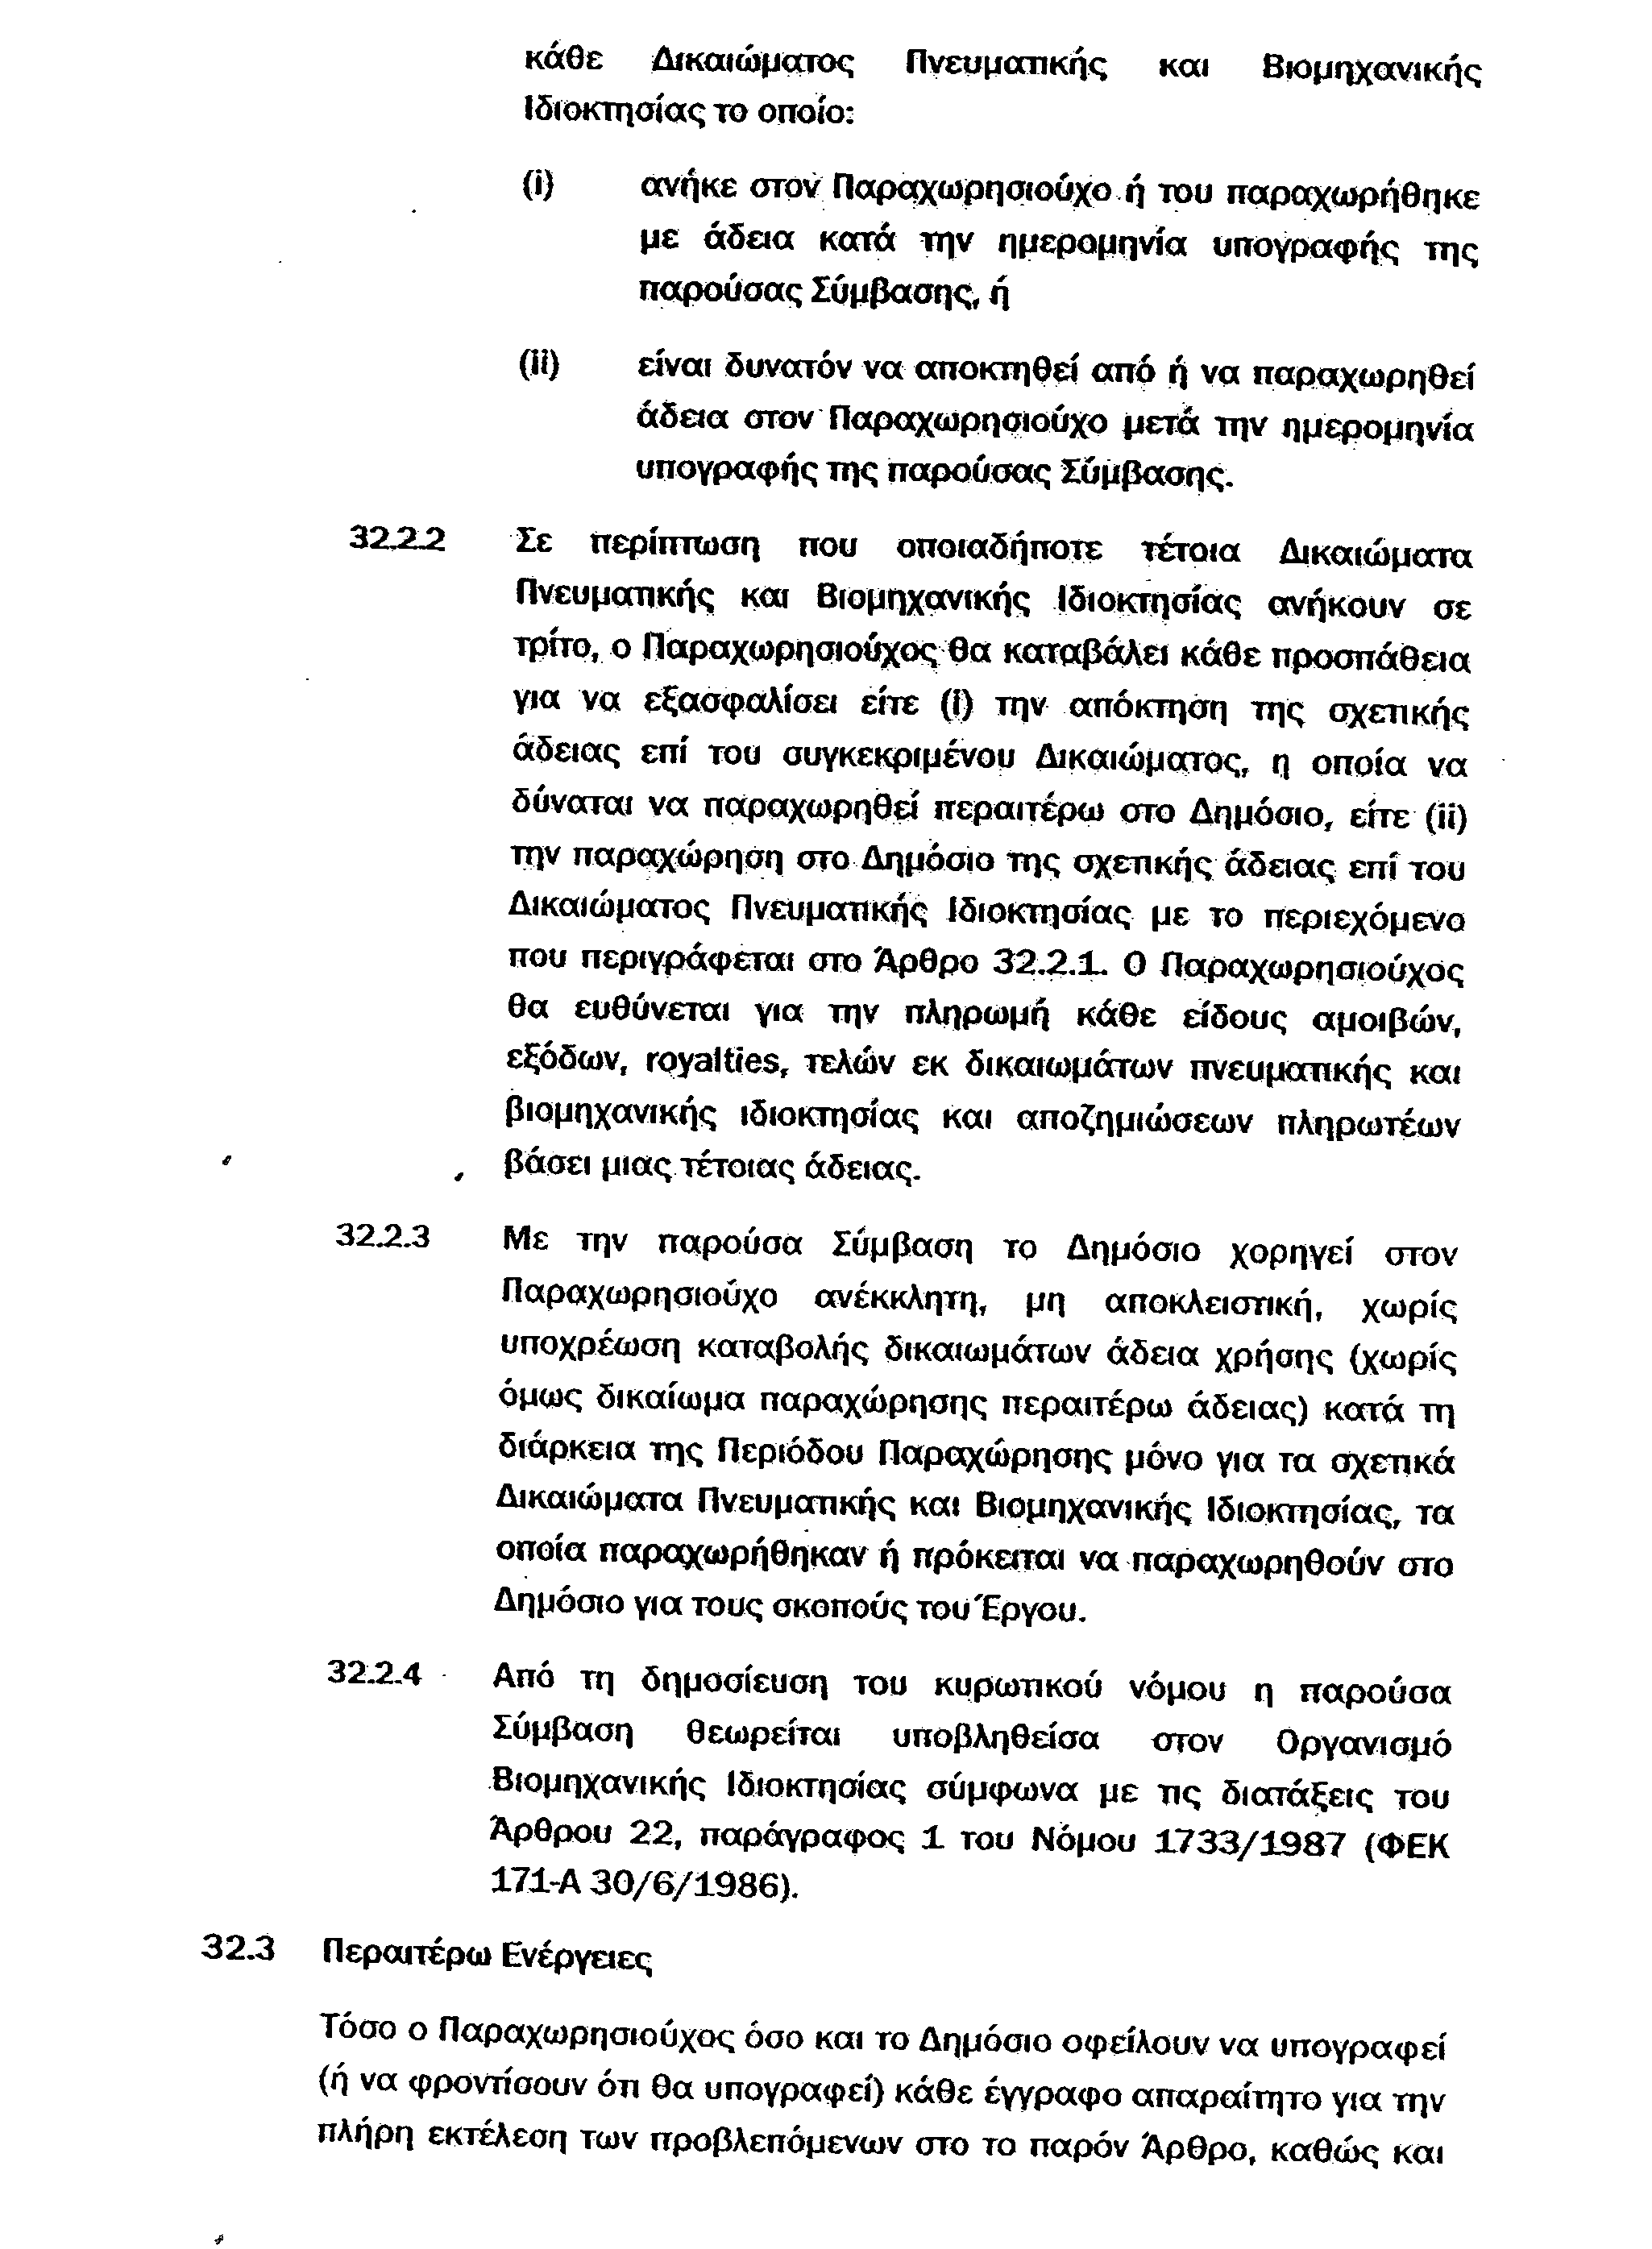 κάθε Δικαιώματος Πνευματικής και Βιομηχανικής
Ιδιοκτησίας το οποίο:
(i) ανήκε στον Παραχωρησιούχο ή του παραχωρήθηκε
με άδεια κατά την ημερομηνία υπογραφής της
παρούσας Σύμβασης, ή
(ii) είναι δυνατόν να αποκτηθεί από ή να παραχωρηθεί
άδεια στον Παραχωρησιούχο μετά την ημερομηνία
υπογραφής της παρούσας Σύμβασης.
32.2.2 Σε περίπτωση που οποιαδήποτε τέτοια Δικαιώματα
Πνευματικής και Βιομηχανικής Ιδιοκτησίας ανήκουν σε
τρίτο, ο Παραχωρησιούχος θα καταβάλει κάθε προσπάθεια
για να εξασφαλίσει είτε (i) την απόκτηση της σχετικής
άδειας επί του συγκεκριμένου Δικαιώματος, η οποία να
δύναται να παραχωρηθεί περαιτέρω στο Δημόσιο, είτε (ii)
την παραχώρηση στο Δημόσιο της σχετικής άδειας επί του
Δικαιώματος Πνευματικής Ιδιοκτησίας με το περιεχόμενο
που περιγράφεται στο Άρθρο 32.2.1. Ο Παραχωρησιούχος
θα ευθύνεται για την πληρωμή κάθε είδους αμοιβών,
εξόδων, royalties, τελών εκ δικαιωμάτων πνευματικής και
βιομηχανικής ιδιοκτησίας και αποζημιώσεων πληρωτέων
βάσει μιας τέτοιας άδειας.
32.2.3 Με την παρούσα Σύμβαση το Δημόσιο χορηγεί στον
Παραχωρησιούχο ανέκκλητη, μη αποκλειστική, χωρίς
υποχρέωση καταβολής δικαιωμάτων άδεια χρήσης (χωρίς
όμως δικαίωμα παραχώρησης περαιτέρω άδειας) κατά τη
διάρκεια της Περιόδου Παραχώρησης μόνο για τα σχετικά
Δικαιώματα Πνευματικής και Βιομηχανικής Ιδιοκτησίας, τα
οποία παραχωρήθηκαν ή πρόκειται να παραχωρηθούν στο
Δημόσιο για τους σκοπούς του Έργου.
32.2.4 Από τη δημοσίευση του κυρωτικού νόμου η παρούσα
Σύμβαση θεωρείται υποβληθείσα στον Οργανισμό
Βιομηχανικής Ιδιοκτησίας σύμφωνα με τις διατάξεις του
Άρθρου 22, παράγραφος 1 του Νόμου 1733/1987 (ΦΕΚ
171-Α 30/6/1986).
32.3 Περαιτέρω Ενέργειες
Τόσο ο Παραχωρησιούχος όσο και το Δημόσιο οφείλουν να υπογραφεί
(ή να φροντίσουν ότι θα υπογραφεί) κάθε έγγραφο απαραίτητο για την
πλήρη εκτέλεση των προβλεπόμενων στο το παρόν Άρθρο, καθώς και